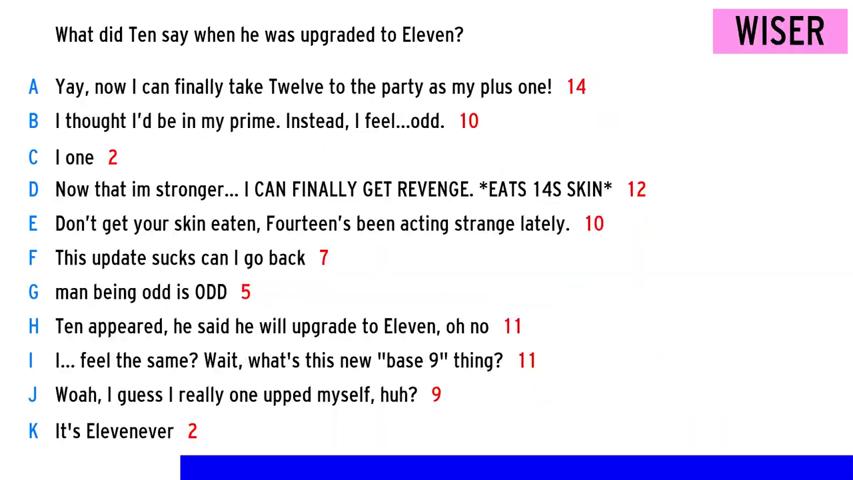 What did Ten say when he was upgraded to Eleven?
WISER
A Yay, now I can finally take Twelve to the party as my plus one! 14
B I thought I'd be in my prime. Instead, I feel...odd. 10
C I one 2
D Now that im stronger... I CAN FINALLY GET REVENGE. *EATS 14S SKIN* 12
E Don't get your skin eaten, Fourteen's been acting strange lately. 10
F This update sucks can I go back 7
G man being odd is ODD 5
H Ten appeared, he said he will upgrade to Eleven, oh no 11
I I... feel the same? Wait, what's this new "base 9" thing? 11
J Woah, I guess I really one upped myself, huh? 9
K It's Elevenever 2